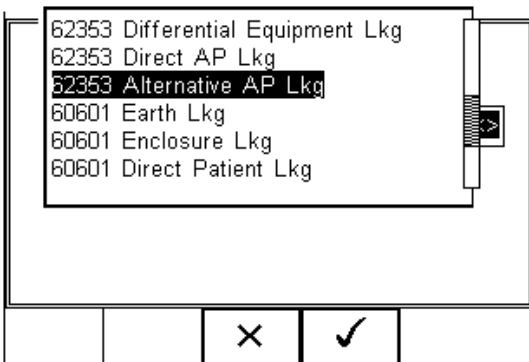 62353 Differential Equipment Lkg
62353 Direct AP Lkg
62353 Alternative AP Lkg
60601 Earth Lkg
60601 Enclosure Lkg
60601 Direct Patient Lkg